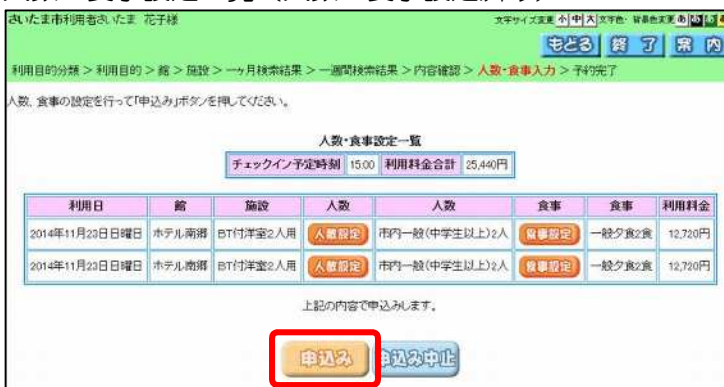 さいたま市利用者さいたま 花子様
文字サイズ変更 小 中 大 文字色・背景色変更 あ あ
もどる 終 了 案 内
利用目的分類 > 利用目的 > 館 > 施設 > 一ヶ月検索結果 > 一週間検索結果 > 内容確認 > 人数・食事入力 > 予約完了
人数、食事の設定を行って「申込み」ボタンを押してください。
人数・食事設定一覧
チェックイン予定時刻 15:00 利用料金合計 25,440円
利用日 館 施設 人数 人数 食事 食事 利用料金
2014年11月23日日曜日 ホテル南郷 BT付洋室2人用 人数設定 市内一般(中学生以上)2人 食事設定 一般夕食2食 12,720円
2014年11月23日日曜日 ホテル南郷 BT付洋室2人用 人数設定 市内一般(中学生以上)2人 食事設定 一般夕食2食 12,720円
上記の内容で申込みします。
申込み 申込み中止